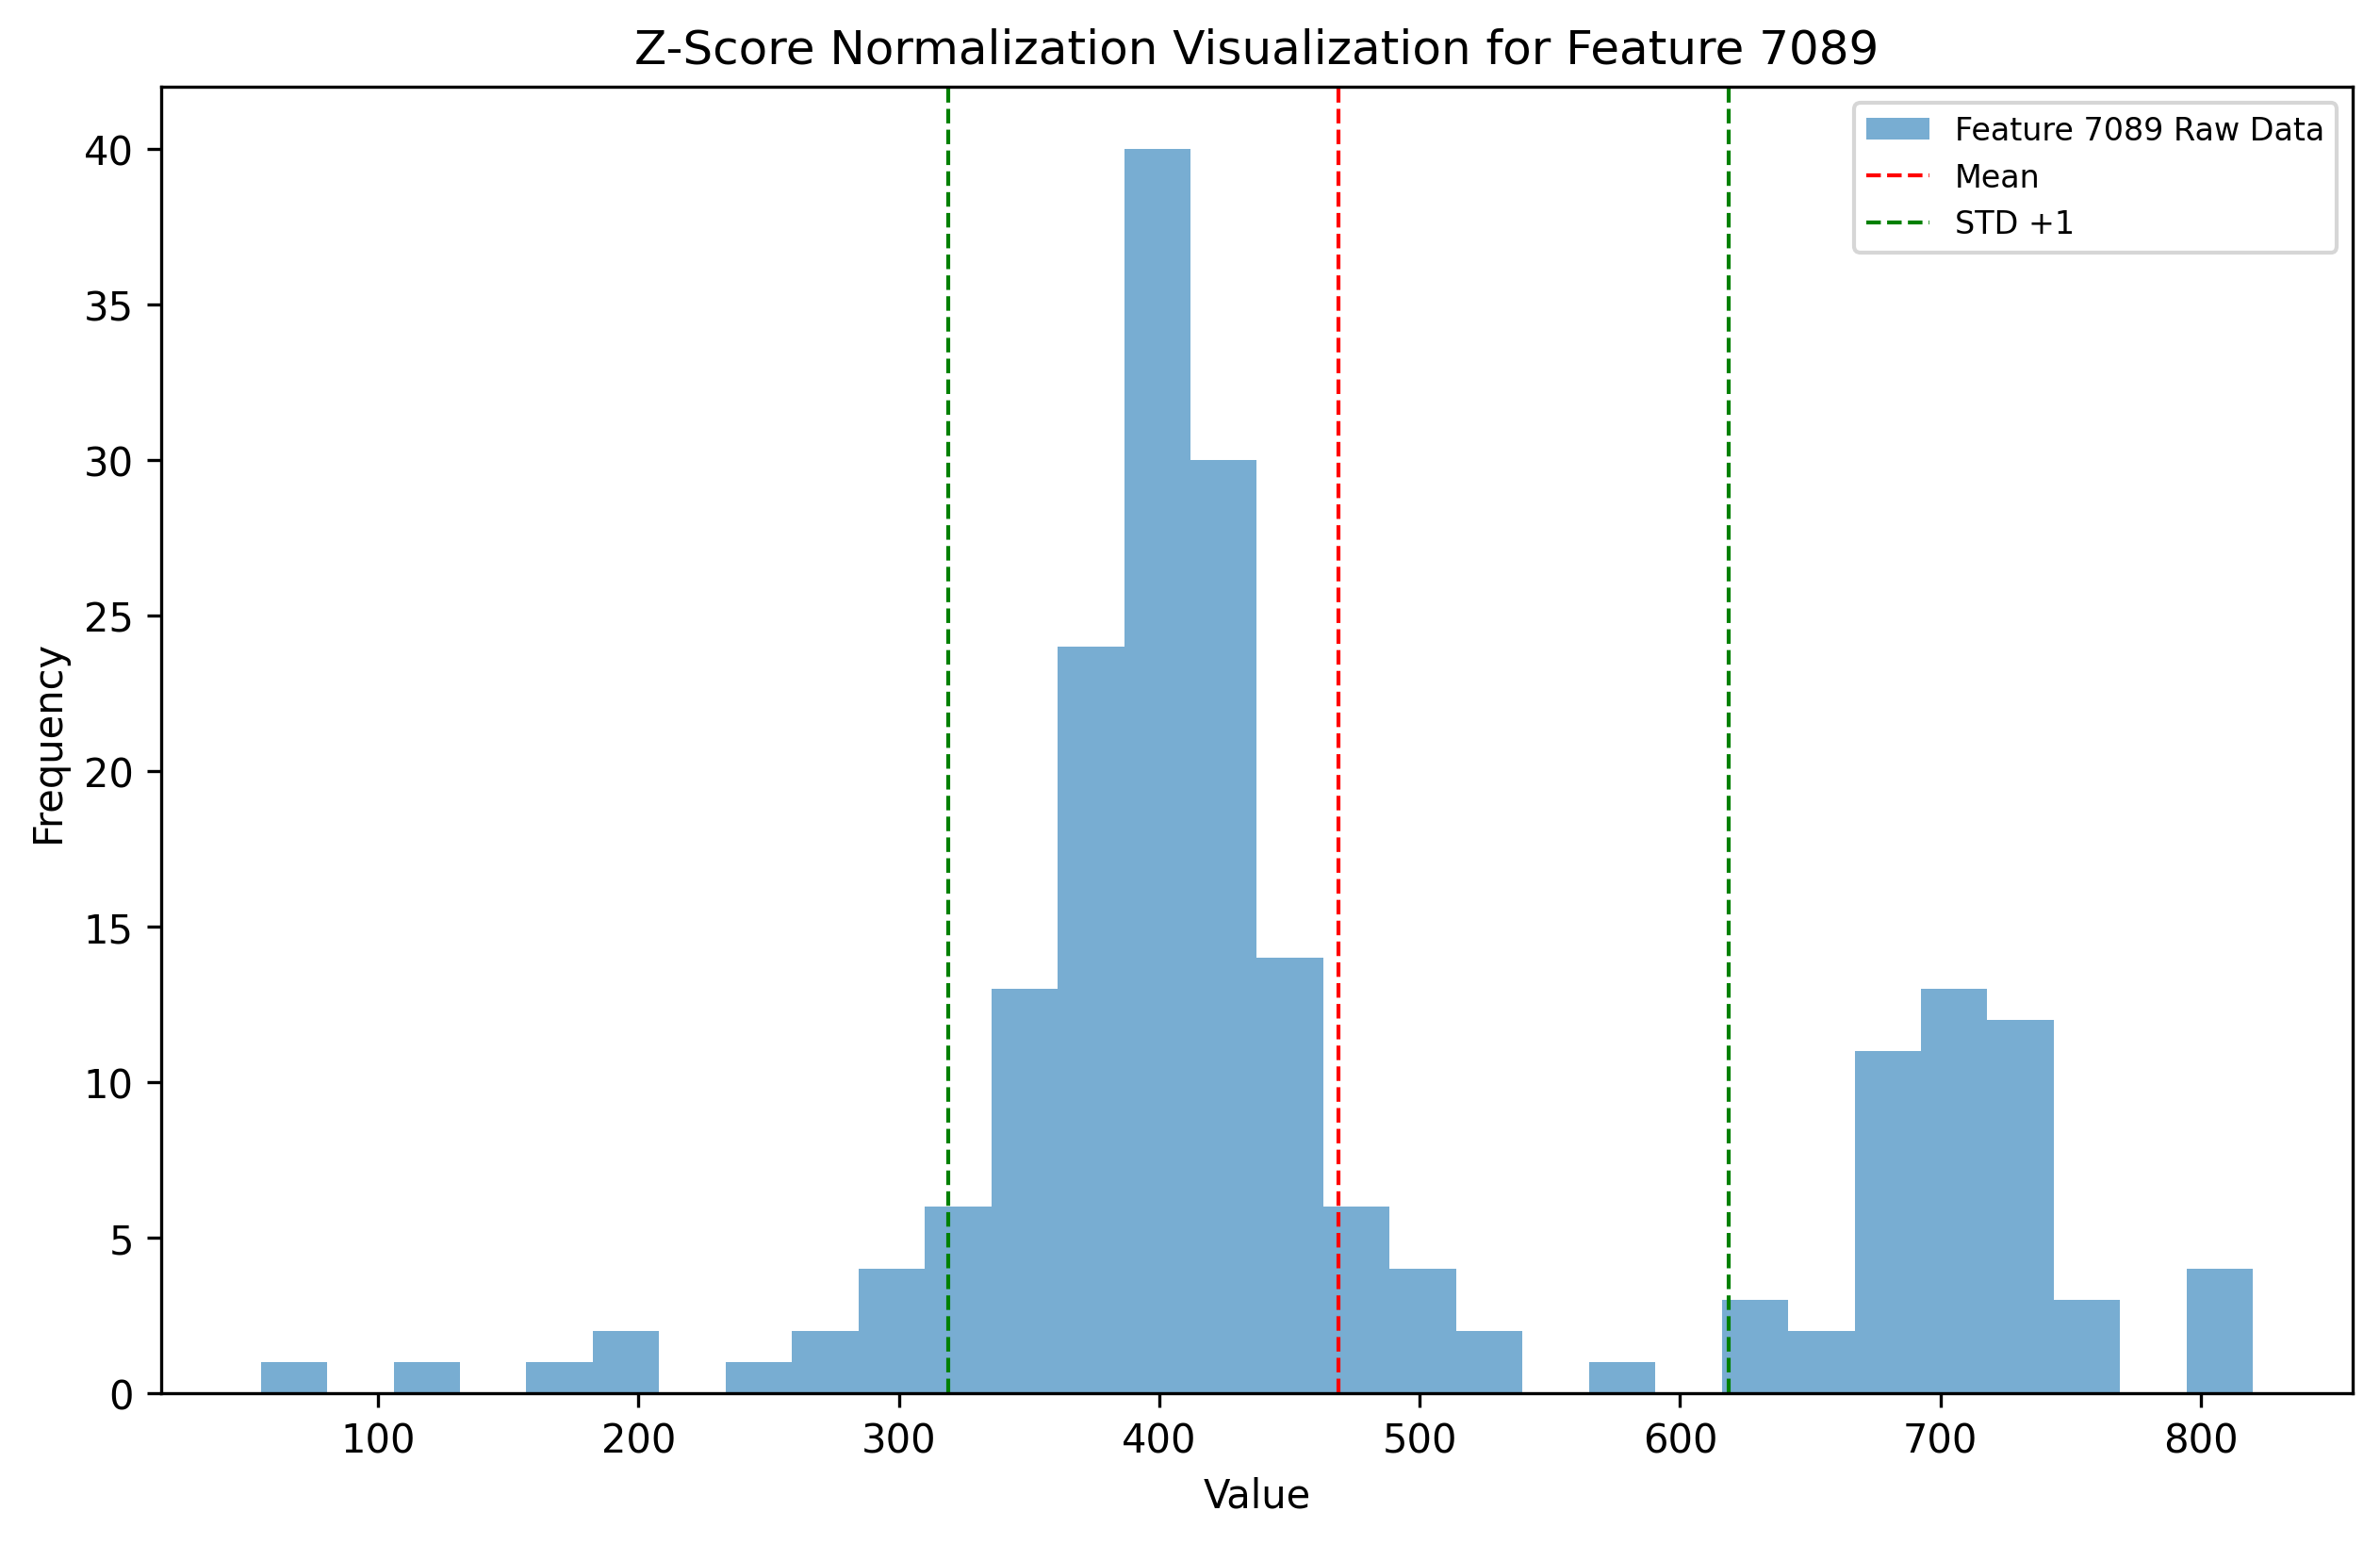 Z-Score Normalization Visualization for Feature 7089
Feature 7089 Raw Data
Mean
STD +1
40
35
30
25
20
15
10
5
0
Frequency
100 200 300 400 500 600 700 800
Value